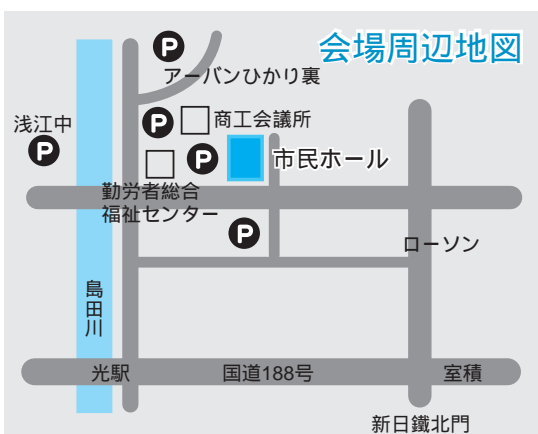 会場周辺地図
P
アーバンひかり裏
浅江中
P
P
商工会議所
P
市民ホール
勤労者総合
福祉センター
P
ローソン
島田川
光駅
国道188号
室積
新日鐵北門